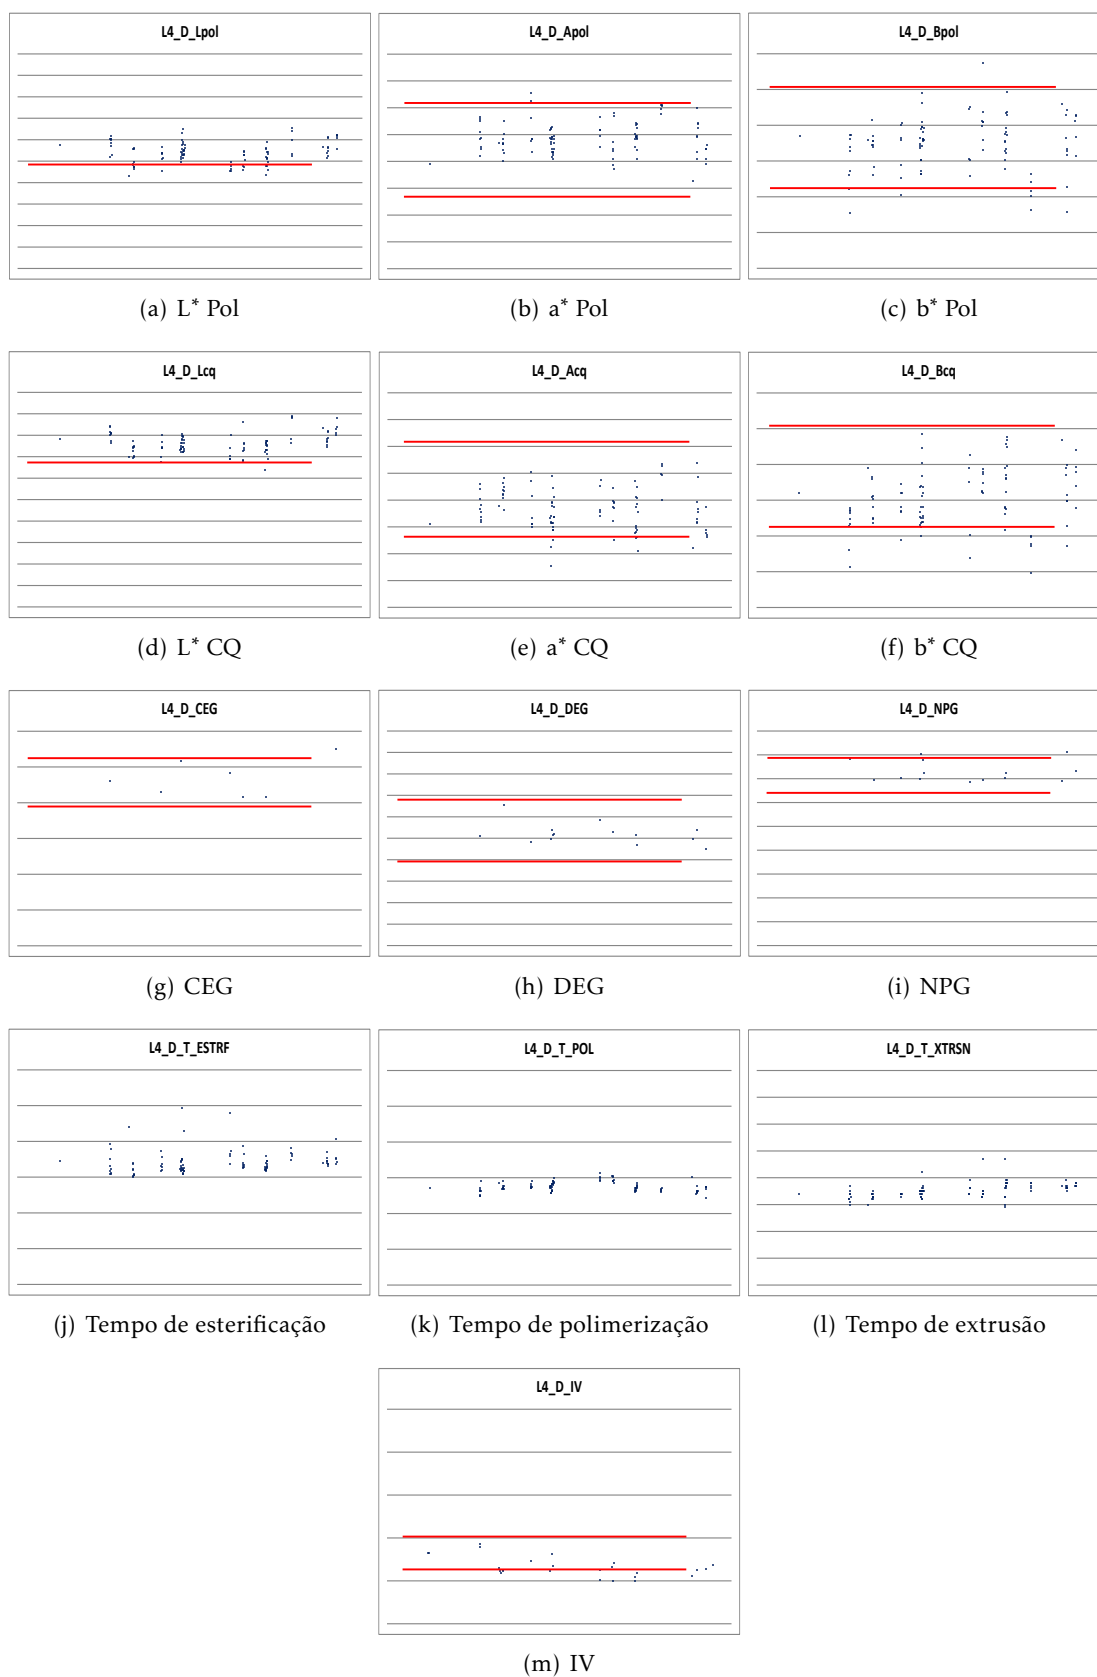 L4_D_Lpol
L4_D_Apol
L4_D_Bpol
(a) L* Pol
(b) a* Pol
(c) b* Pol
L4_D_Lcq
L4_D_Acq
L4_D_Bcq
(d) L* CQ
(e) a* CQ
(f) b* CQ
L4_D_CEG
L4_D_DEG
L4_D_NPG
(g) CEG
(h) DEG
(i) NPG
L4_D_T_ESTRF
L4_D_T_POL
L4_D_T_XTRSN
(j) Tempo de esterificação
(k) Tempo de polimerização
(l) Tempo de extrusão
L4_D_IV
(m) IV